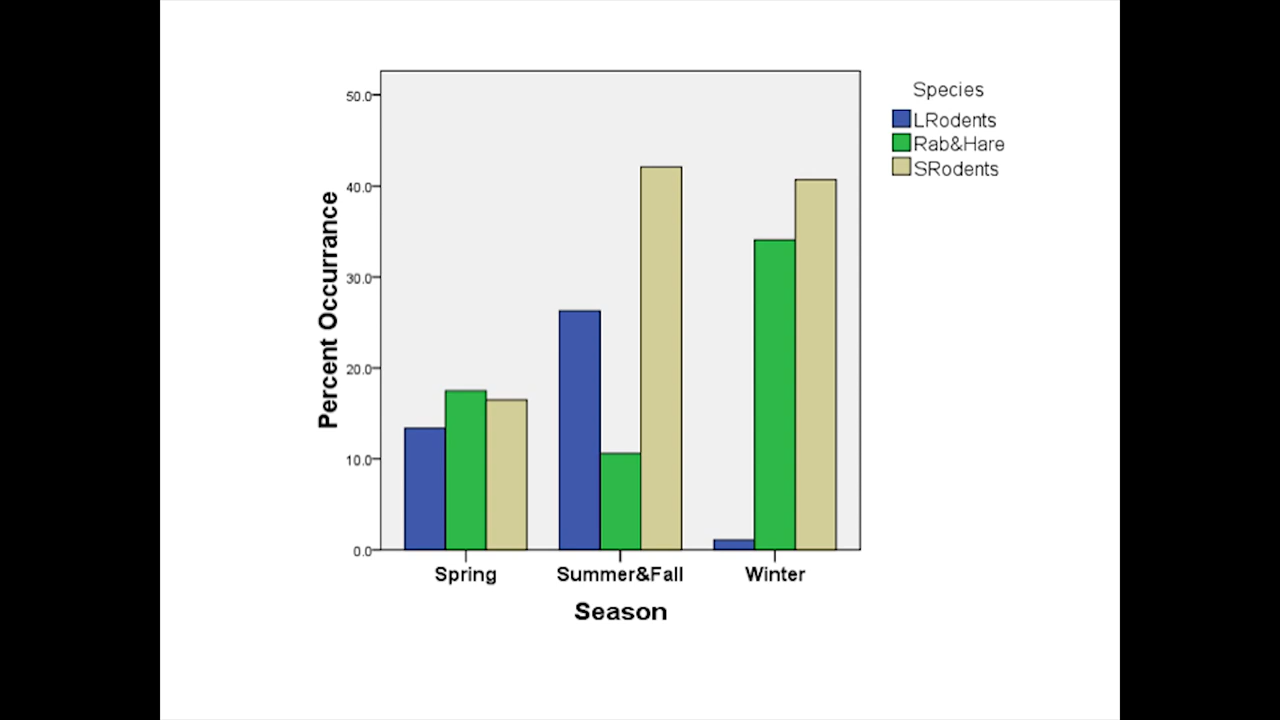 Species
LRodents
Rab&Hare
SRodents
Percent Occurrance
50.0
40.0
30.0
20.0
10.0
0.0
Spring
Summer&Fall
Winter
Season